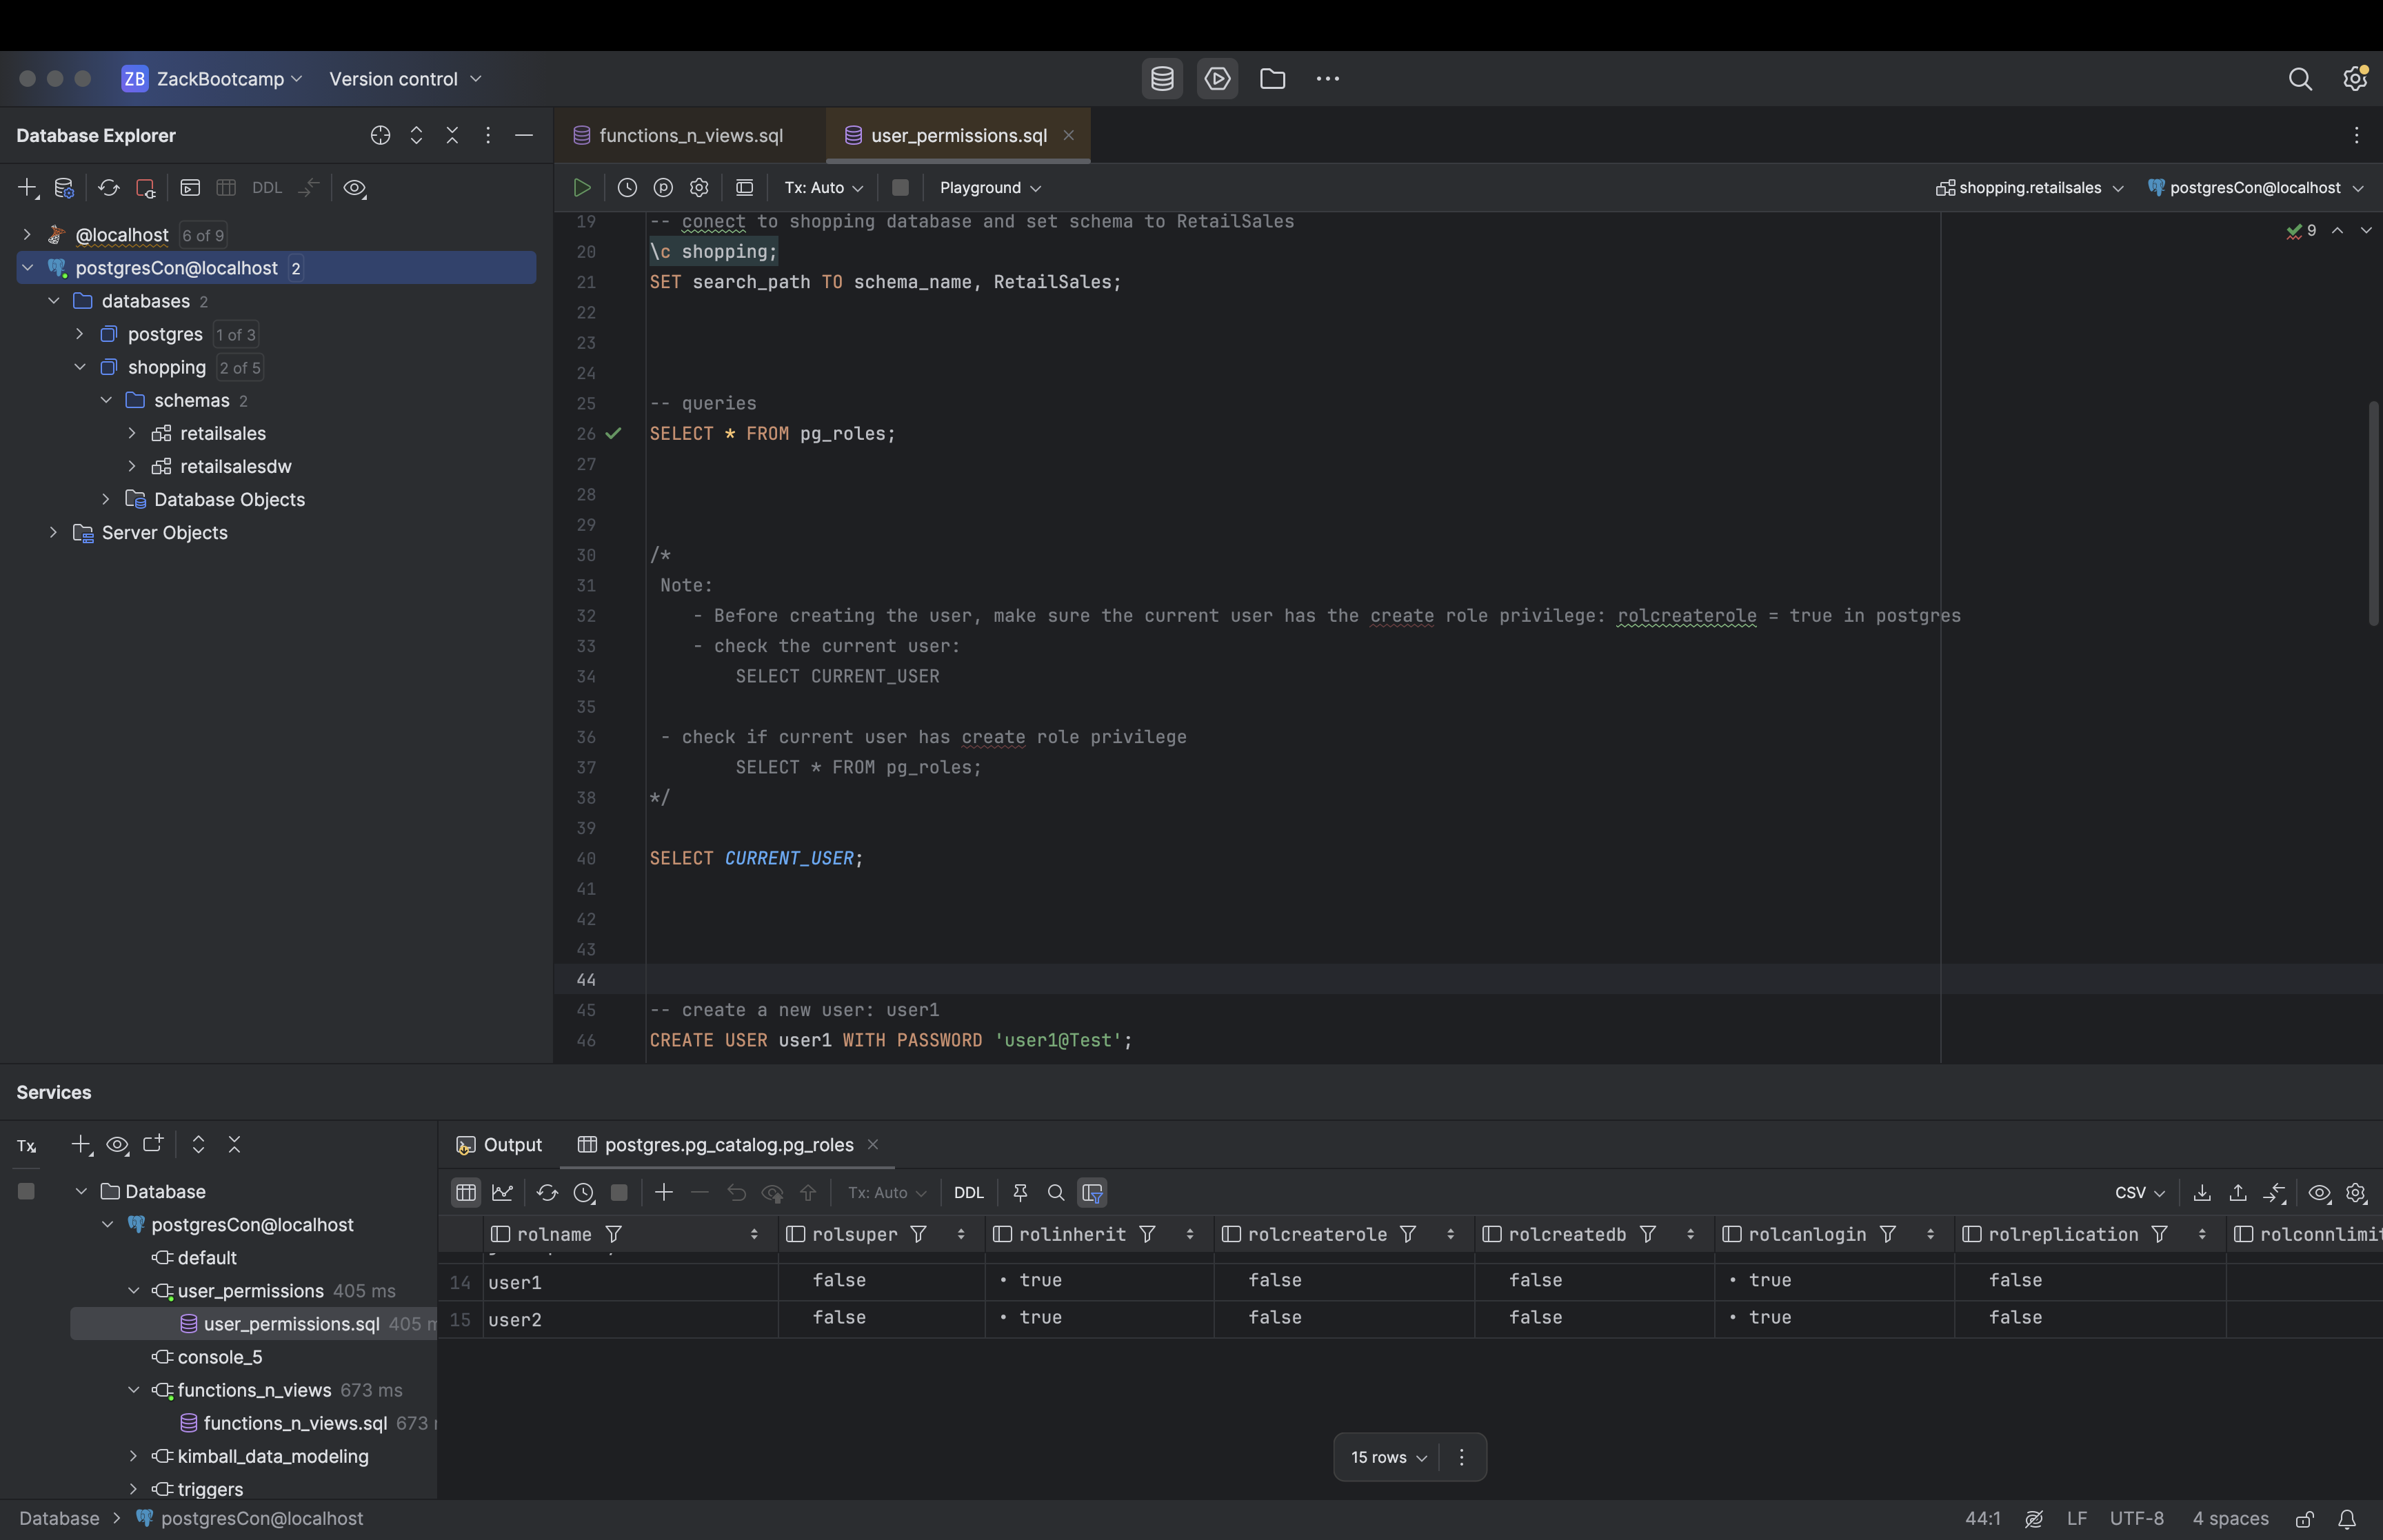 ZB ZackBootcamp Version control
Database Explorer
functions_n_views.sql user_permissions.sql
DDL
Tx: Auto Playground shopping.retailsales postgresCon@localhost
@localhost 6 of 9
postgresCon@localhost 2
databases 2
postgres 1 of 3
shopping 2 of 5
schemas 2
retailsales
retailsalesdw
Database Objects
Server Objects
9
19 -- conect to shopping database and set schema to RetailSales
20 \c shopping;
21 SET search_path TO schema_name, RetailSales;
22
23
24
25 -- queries
26 SELECT * FROM pg_roles;
27
28
29
30 /*
31 Note:
32 - Before creating the user, make sure the current user has the create role privilege: rolcreaterole = true in postgres
33 - check the current user:
34 SELECT CURRENT_USER
35
36 - check if current user has create role privilege
37 SELECT * FROM pg_roles;
38 */
39
40 SELECT CURRENT_USER;
41
42
43
44
45 -- create a new user: user1
46 CREATE USER user1 WITH PASSWORD 'user1@Test';
Services
Tx
Database
postgresCon@localhost
default
user_permissions 405 ms
user_permissions.sql 405
console_5
functions_n_views 673 ms
functions_n_views.sql 673
kimball_data_modeling
triggers
Output postgres.pg_catalog.pg_roles
Tx: Auto DDL CSV
rolname rolsuper rolinherit rolcreaterole rolcreatedb rolcanlogin rolreplication rolconnlimit
14 user1 false • true false false • true false
15 user2 false • true false false • true false
15 rows
Database > postgresCon@localhost
44:1 LF UTF-8 4 spaces